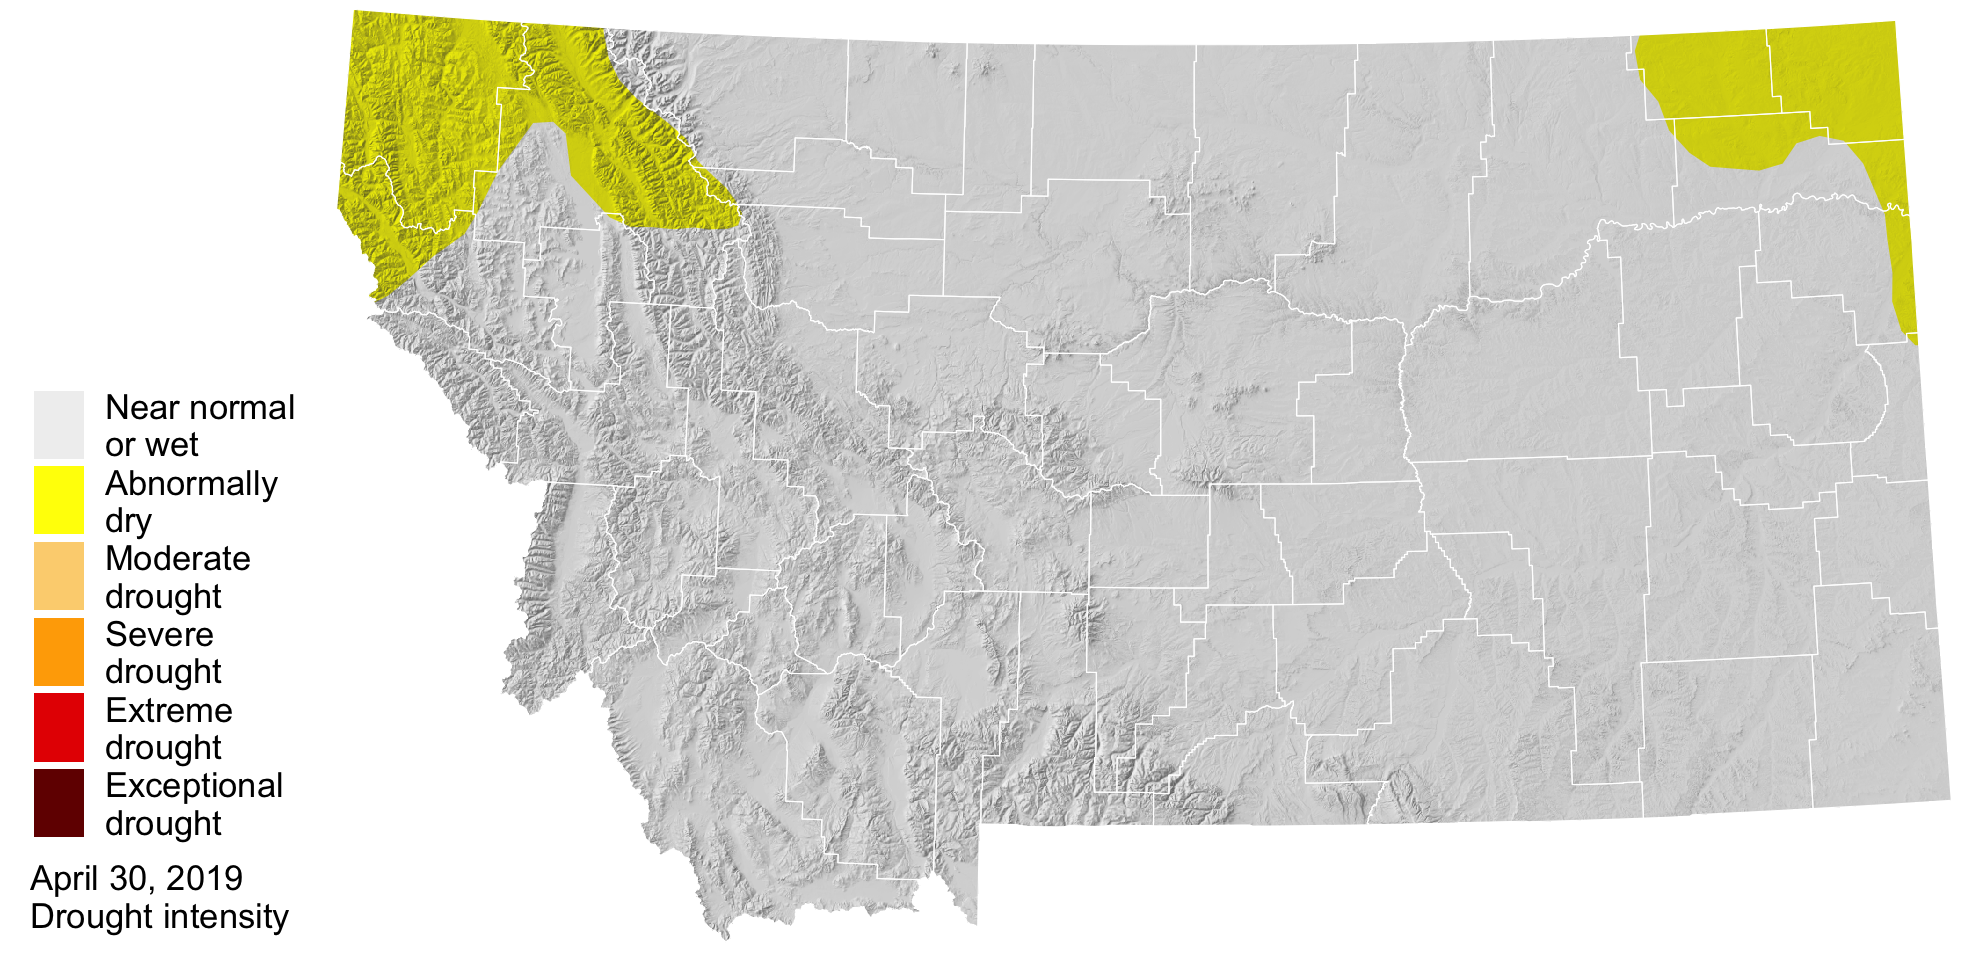 Near normal
or wet
Abnormally
dry
Moderate
drought
Severe
drought
Extreme
drought
Exceptional
drought
April 30, 2019
Drought intensity